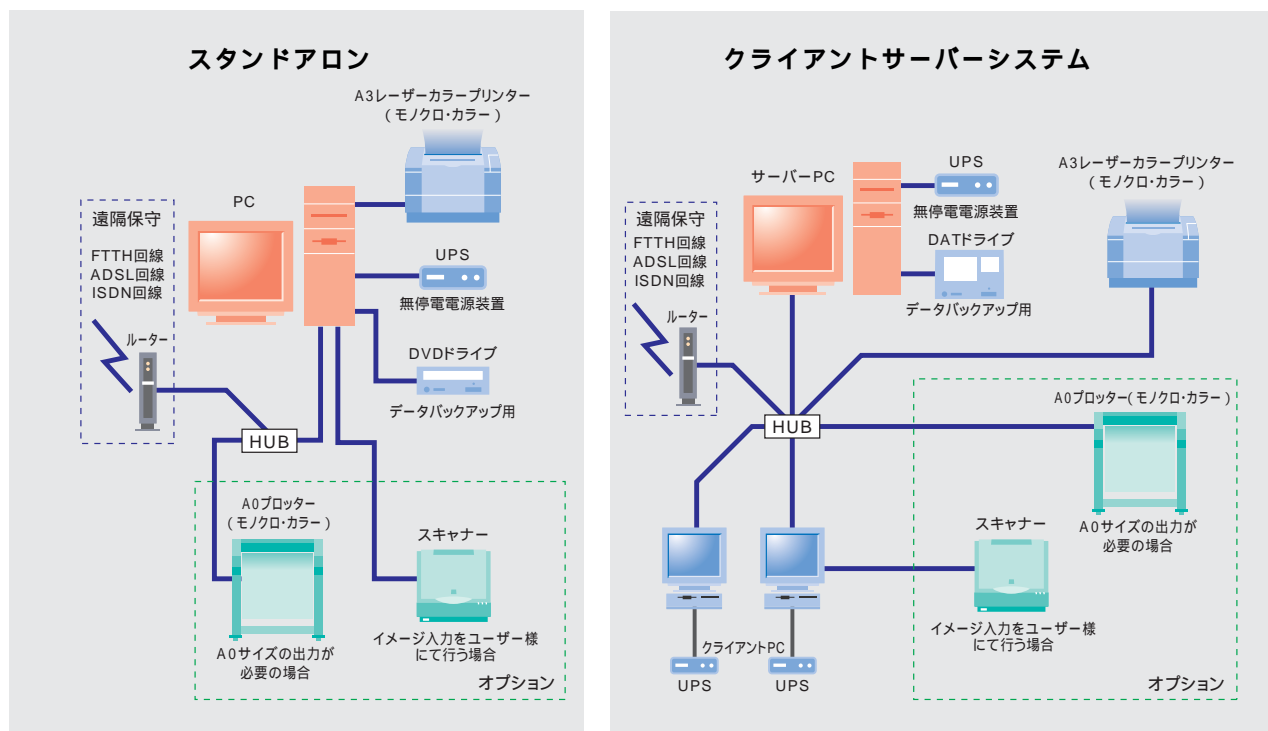 スタンドアロン
A3レーザーカラープリンター
（モノクロ・カラー）
PC
遠隔保守
FTTH回線
ADSL回線
ISDN回線
ルーター
UPS
無停電電源装置
DVDドライブ
データバックアップ用
HUB
A0プロッター
（モノクロ・カラー）
スキャナー
A0サイズの出力が
必要の場合
イメージ入力をユーザー様
にて行う場合
オプション
クライアントサーバーシステム
サーバーPC
UPS
無停電電源装置
DATドライブ
データバックアップ用
A3レーザーカラープリンター
（モノクロ・カラー）
遠隔保守
FTTH回線
ADSL回線
ISDN回線
ルーター
HUB
A0プロッター（モノクロ・カラー）
A0サイズの出力が
必要の場合
スキャナー
イメージ入力をユーザー様
にて行う場合
クライアントPC
UPS
UPS
オプション